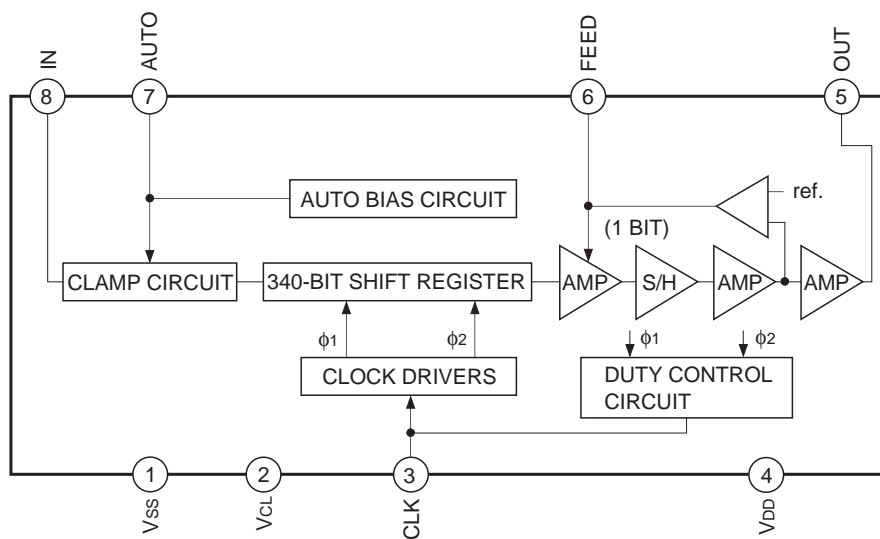 IN
AUTO
FEED
OUT
8
7
6
5
AUTO BIAS CIRCUIT
ref.
(1 BIT)
CLAMP CIRCUIT
340-BIT SHIFT REGISTER
AMP
S/H
AMP
AMP
ϕ1
ϕ2
ϕ1
ϕ2
CLOCK DRIVERS
DUTY CONTROL
CIRCUIT
1
2
3
4
VSS
VCL
CLK
VDD